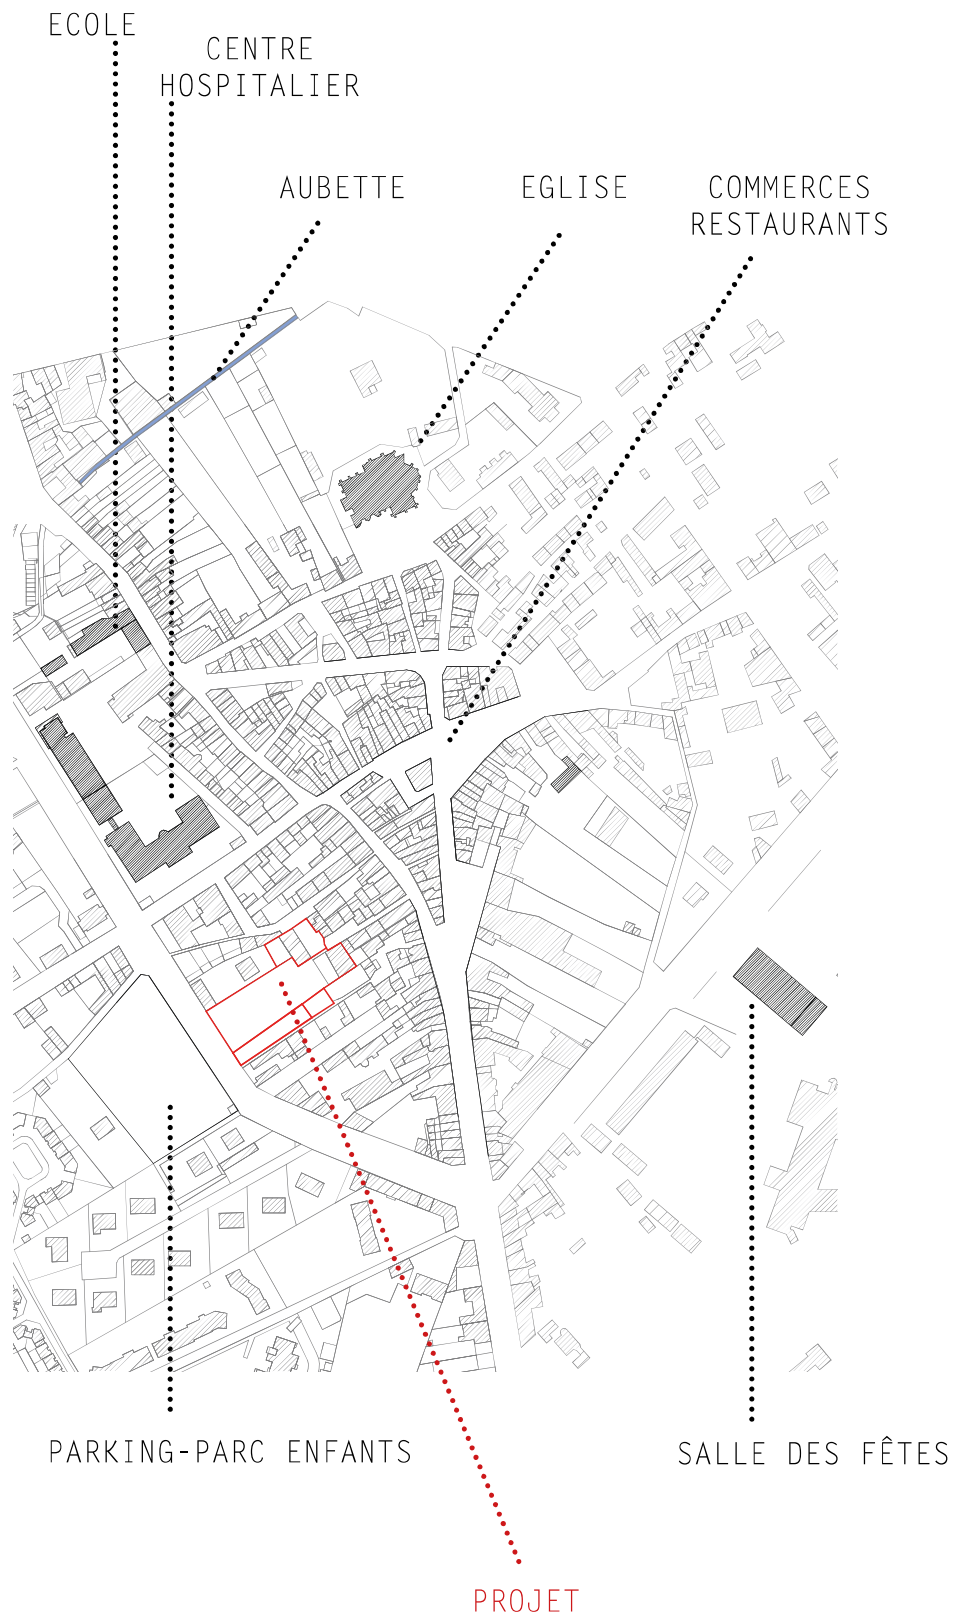 ECOLE
CENTRE
HOSPITALIER
AUBETTE
EGLISE
COMMERCES
RESTAURANTS
PARKING-PARC ENFANTS
SALLE DES FÊTES
PROJET